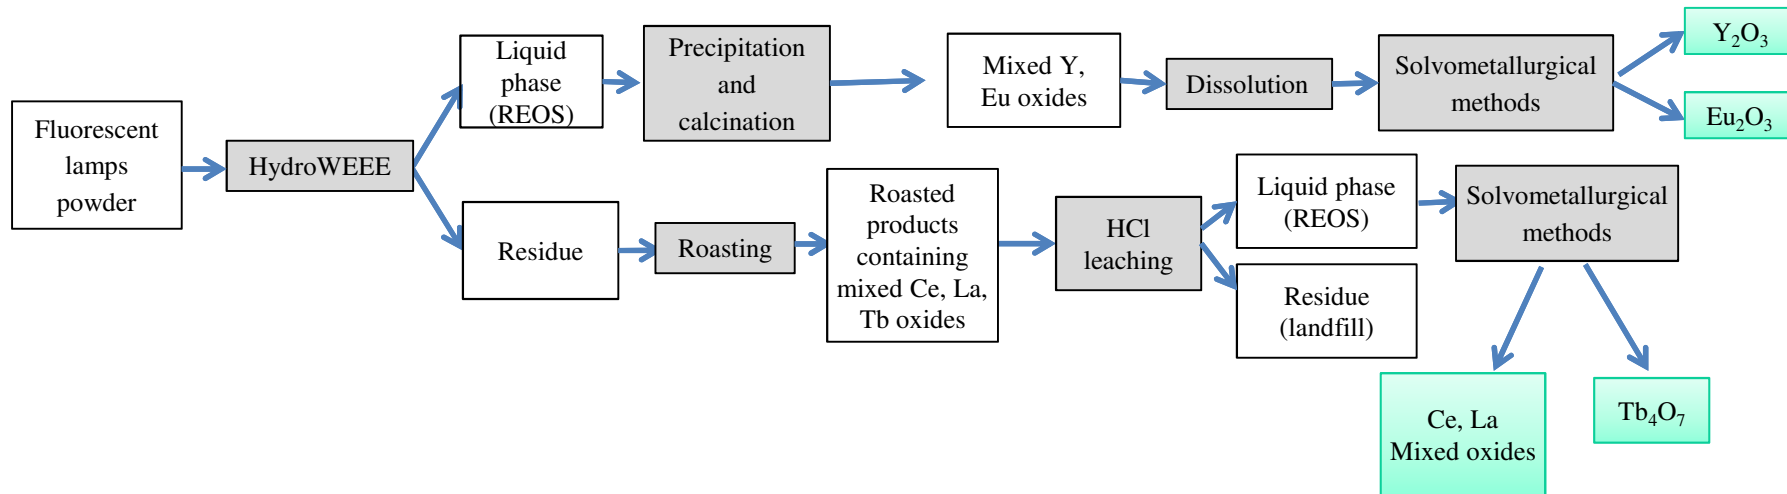 Fluorescent
lamps
powder
HydroWEEE
Liquid
phase
(REOS)
Precipitation
and
calcination
Mixed Y,
Eu oxides
Dissolution
Solvometallurgical
methods
Y₂O₃
Eu₂O₃
Residue
Roasting
Roasted
products
containing
mixed Ce, La,
Tb oxides
HCl
leaching
Liquid phase
(REOS)
Residue
(landfill)
Solvometallurgical
methods
Ce, La
Mixed oxides
Tb₄O₇